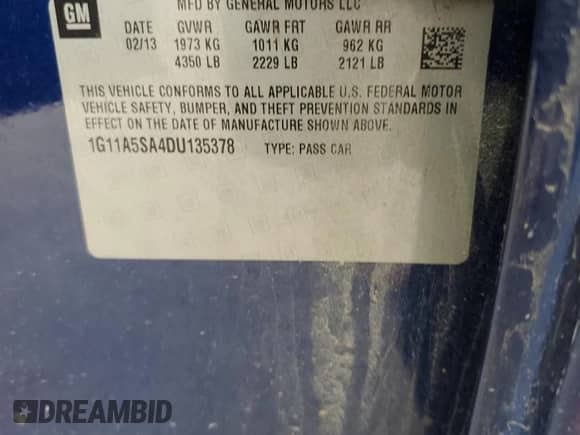 GM
MFD BY GENERAL MOTORS LLC
DATE GVWR GAWR FRT GAWR RR
02/13 1973 KG 1011 KG 962 KG
4350 LB 2229 LB 2121 LB
THIS VEHICLE CONFORMS TO ALL APPLICABLE U.S. FEDERAL MOTOR
VEHICLE SAFETY, BUMPER, AND THEFT PREVENTION STANDARDS IN
EFFECT ON THE DATE OF MANUFACTURE SHOWN ABOVE.
1G11A5SA4DU135378 TYPE: PASS CAR
DREAMBID